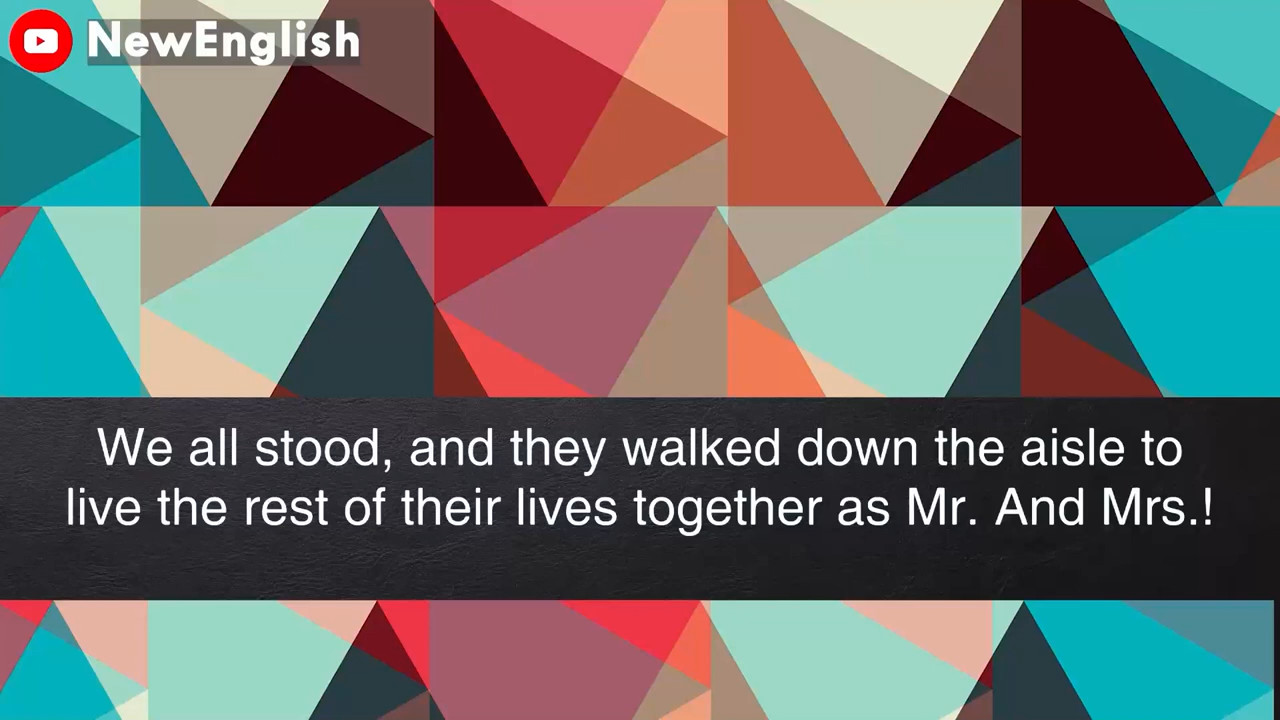 NewEnglish
We all stood, and they walked down the aisle to
live the rest of their lives together as Mr. And Mrs.!